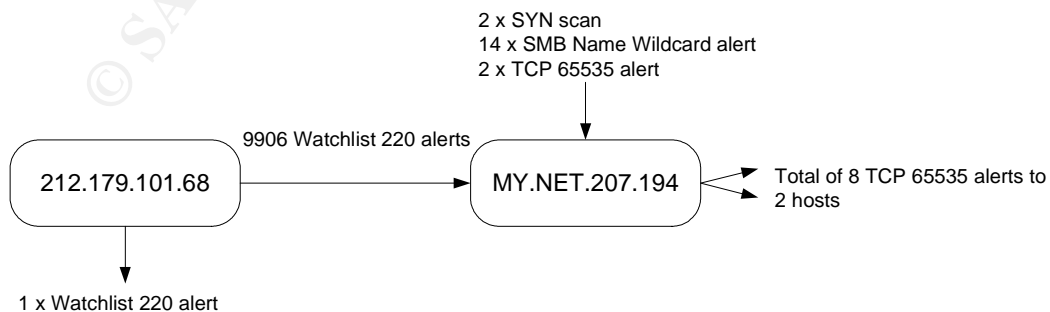 2 x SYN scan
14 x SMB Name Wildcard alert
2 x TCP 65535 alert
9906 Watchlist 220 alerts
212.179.101.68
MY.NET.207.194
Total of 8 TCP 65535 alerts to
2 hosts
1 x Watchlist 220 alert
© SA